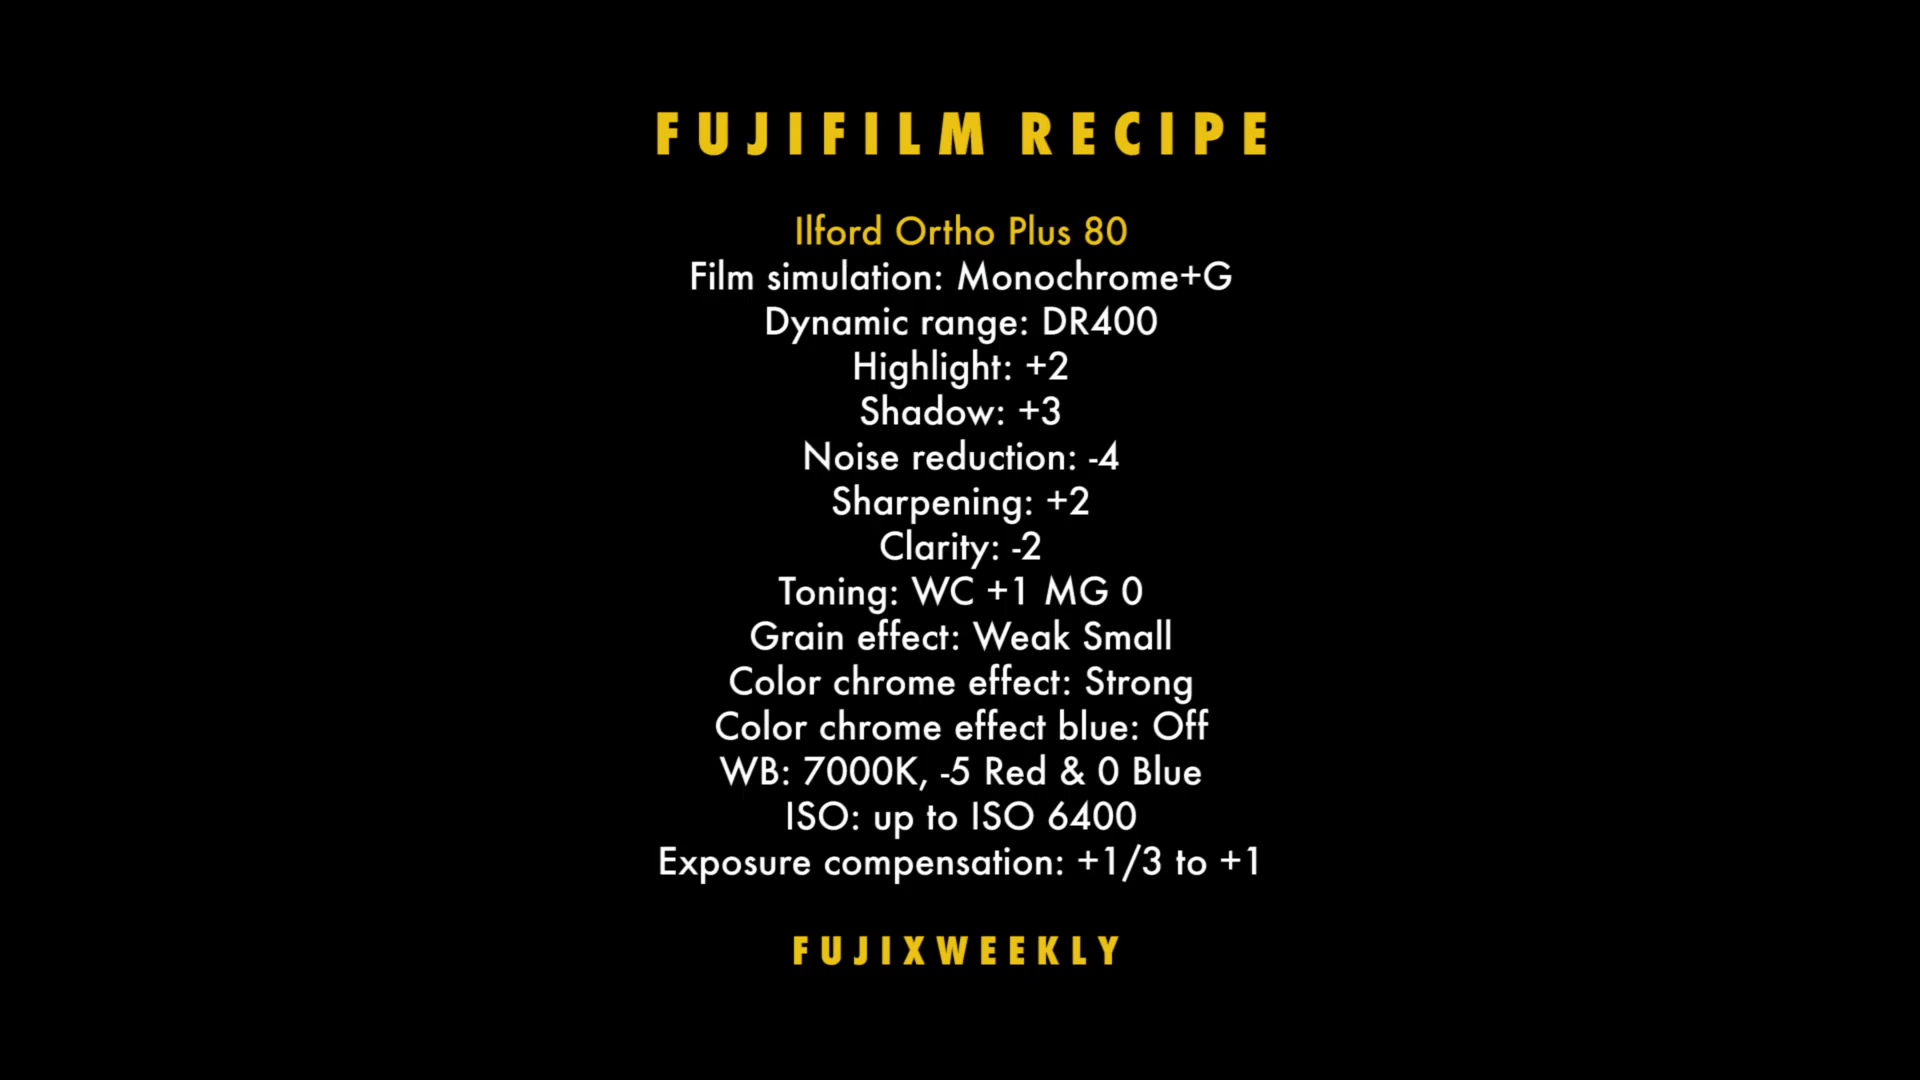 FUJIFILM RECIPE
Ilford Ortho Plus 80
Film simulation: Monochrome+G
Dynamic range: DR400
Highlight: +2
Shadow: +3
Noise reduction: -4
Sharpening: +2
Clarity: -2
Toning: WC +1 MG 0
Grain effect: Weak Small
Color chrome effect: Strong
Color chrome effect blue: Off
WB: 7000K, -5 Red & 0 Blue
ISO: up to ISO 6400
Exposure compensation: +1/3 to +1
FUJIXWEEKLY